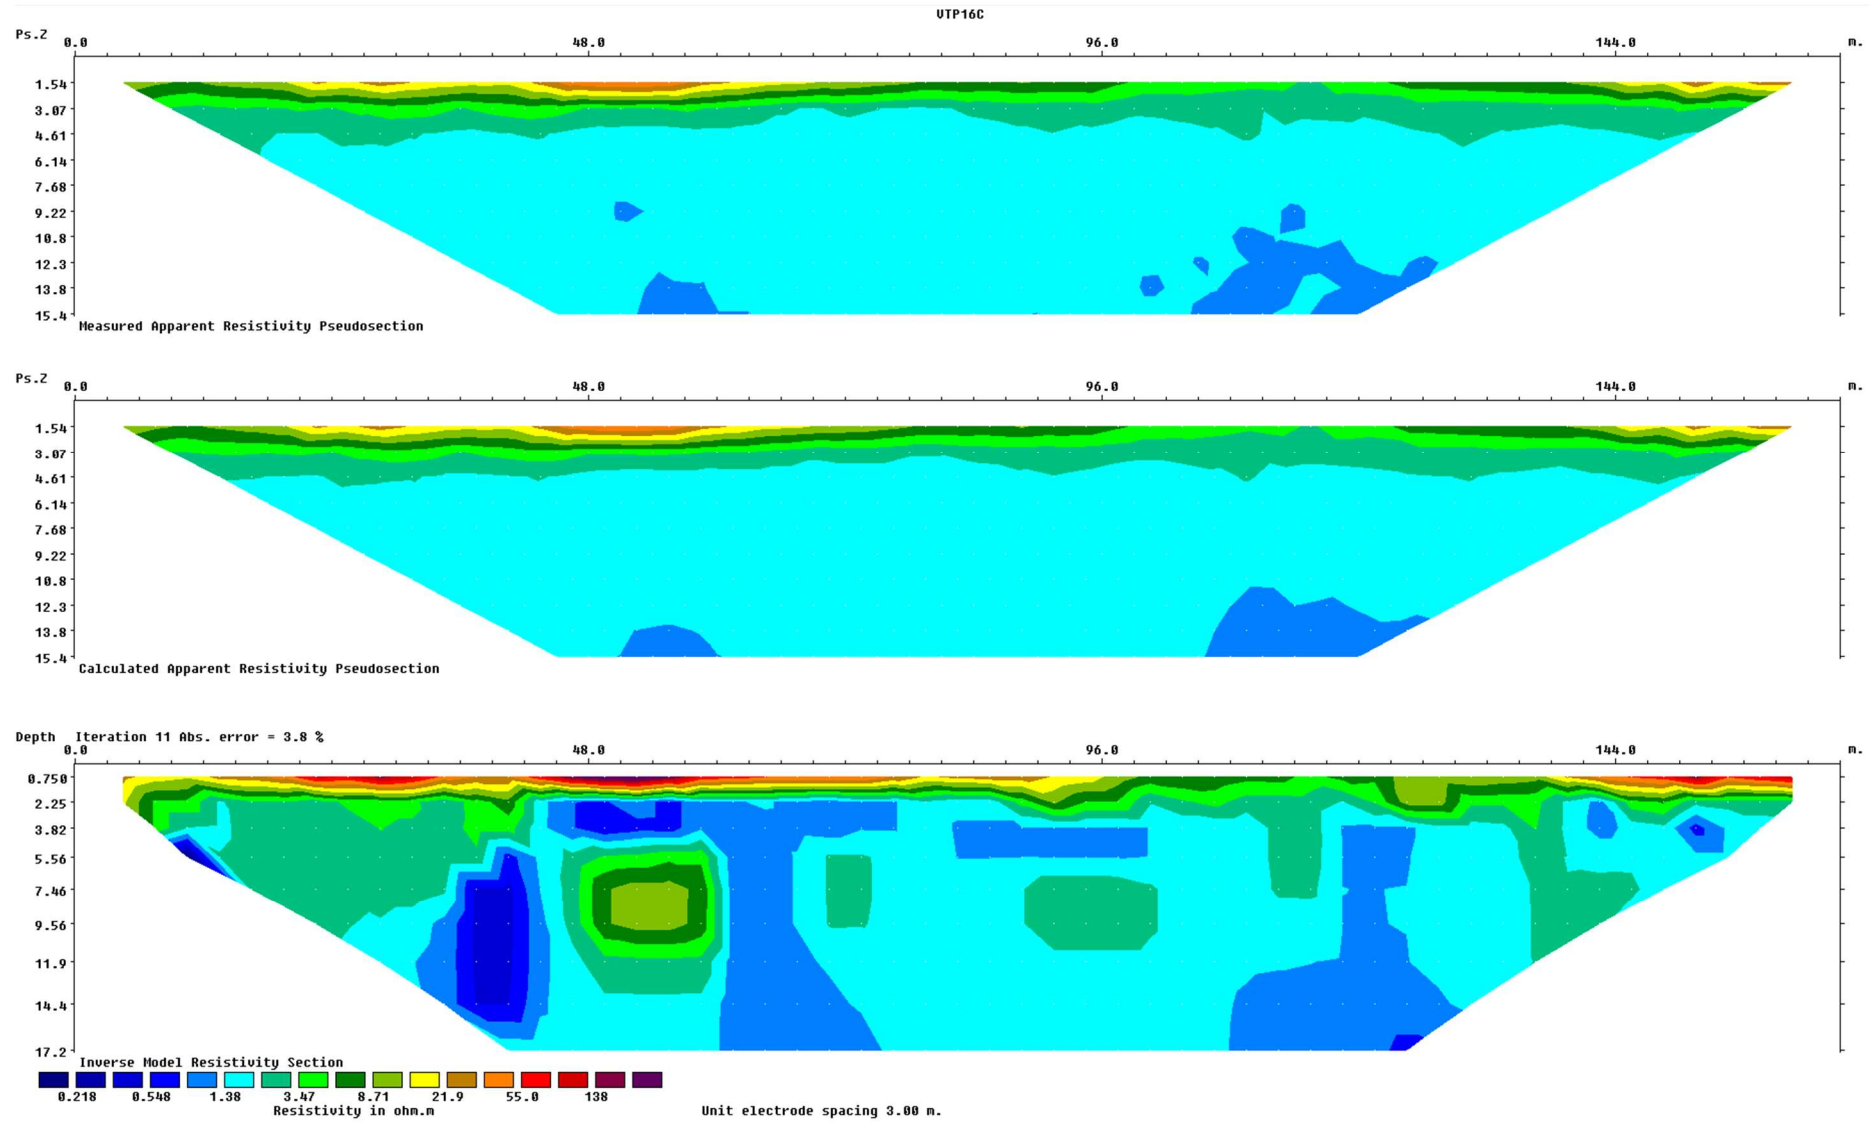 VTP16C
Ps.Z 0.0 48.0 96.0 144.0 m.
1.54
3.07
4.61
6.14
7.68
9.22
10.8
12.3
13.8
15.4
Measured Apparent Resistivity Pseudosection
Ps.Z 0.0 48.0 96.0 144.0 m.
1.54
3.07
4.61
6.14
7.68
9.22
10.8
12.3
13.8
15.4
Calculated Apparent Resistivity Pseudosection
Depth Iteration 11 Abs. error = 3.8 %
0.0 48.0 96.0 144.0 m.
0.750
2.25
3.82
5.56
7.46
9.56
11.9
14.4
17.2
Inverse Model Resistivity Section
0.218 0.548 1.38 3.47 8.71 21.9 55.0 138
Resistivity in ohm.m Unit electrode spacing 3.00 m.